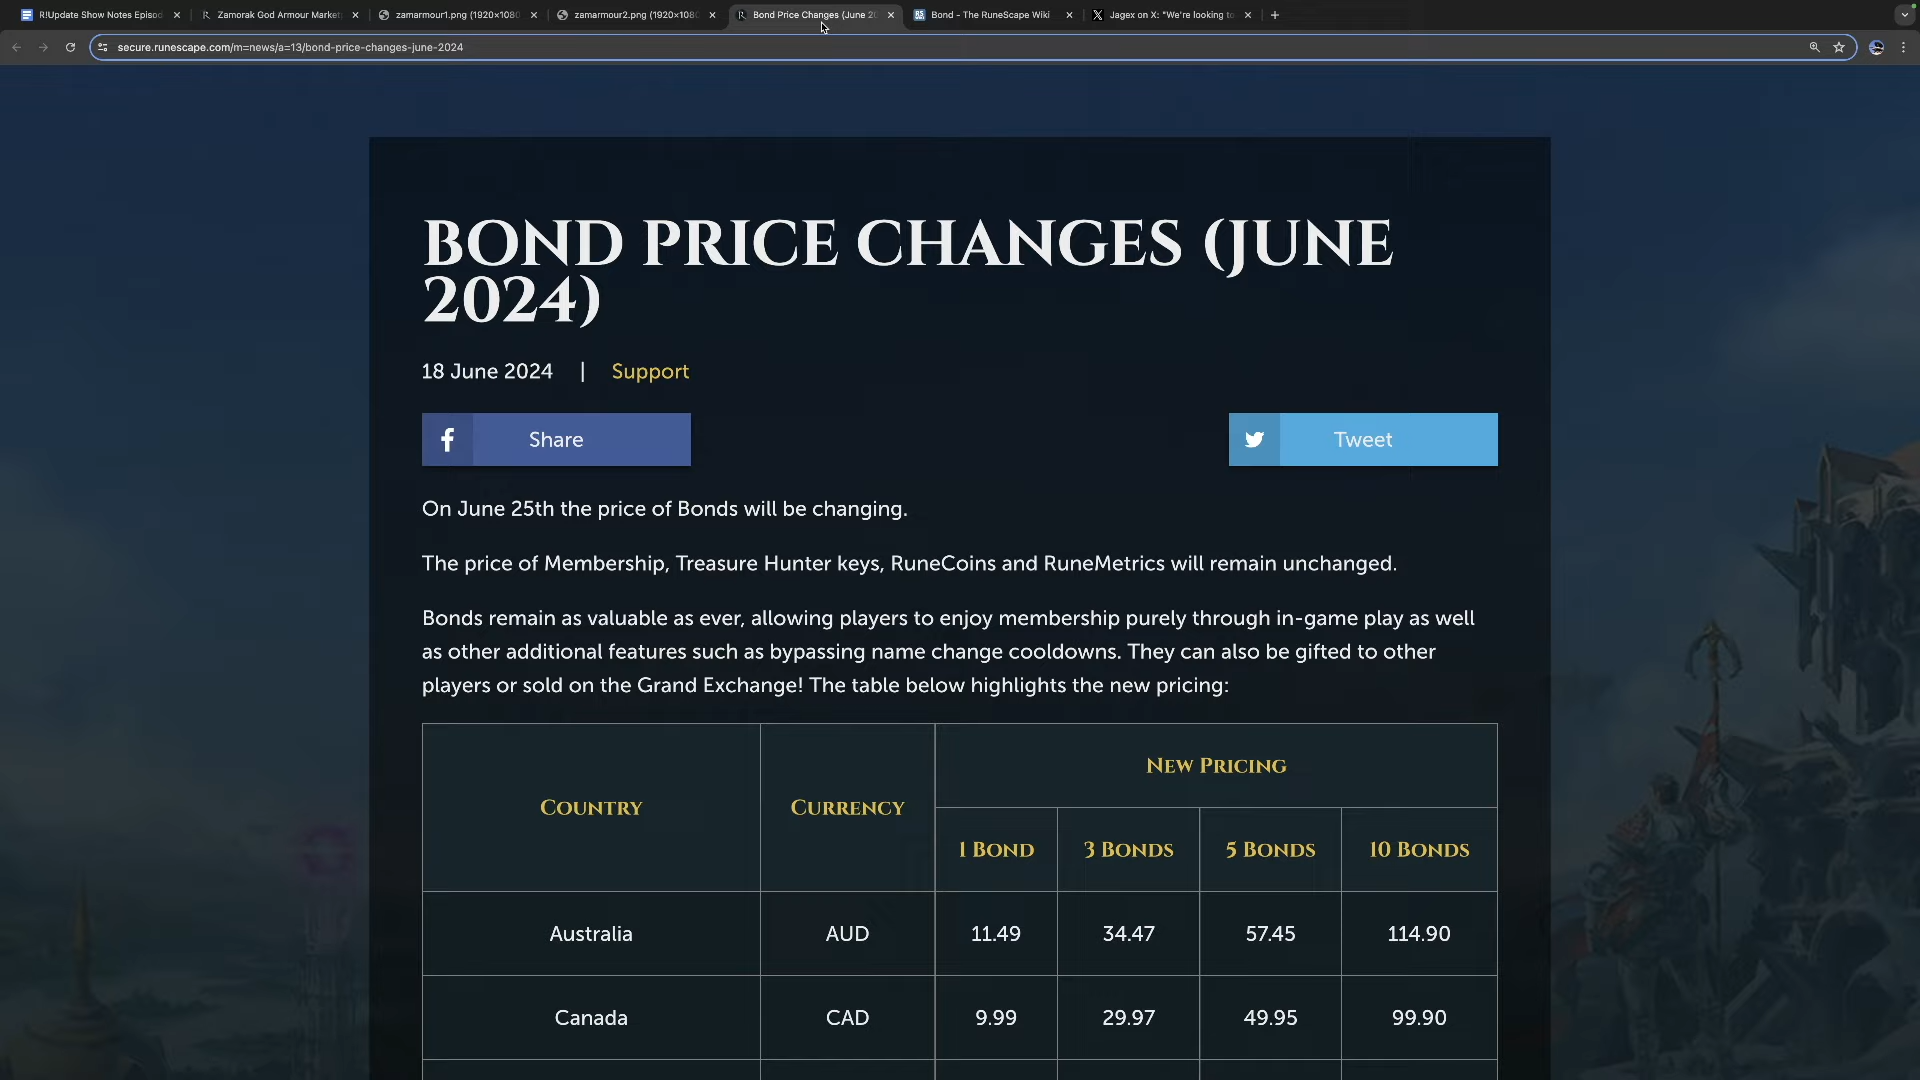 R!Update Show Notes Episod
Zamorak God Armour Market
zamarmour1.png (1920×1080
zamarmour2.png (1920×1080
Bond Price Changes (June 2
Bond - The RuneScape Wiki
Jagex on X: "We're looking to
secure.runescape.com/m=news/a=13/bond-price-changes-june-2024
BOND PRICE CHANGES (JUNE
2024)
18 June 2024 | Support
Share
Tweet
On June 25th the price of Bonds will be changing.
The price of Membership, Treasure Hunter keys, RuneCoins and RuneMetrics will remain unchanged.
Bonds remain as valuable as ever, allowing players to enjoy membership purely through in-game play as well
as other additional features such as bypassing name change cooldowns. They can also be gifted to other
players or sold on the Grand Exchange! The table below highlights the new pricing:
Country Currency New Pricing
1 Bond 3 Bonds 5 Bonds 10 Bonds
Australia AUD 11.49 34.47 57.45 114.90
Canada CAD 9.99 29.97 49.95 99.90